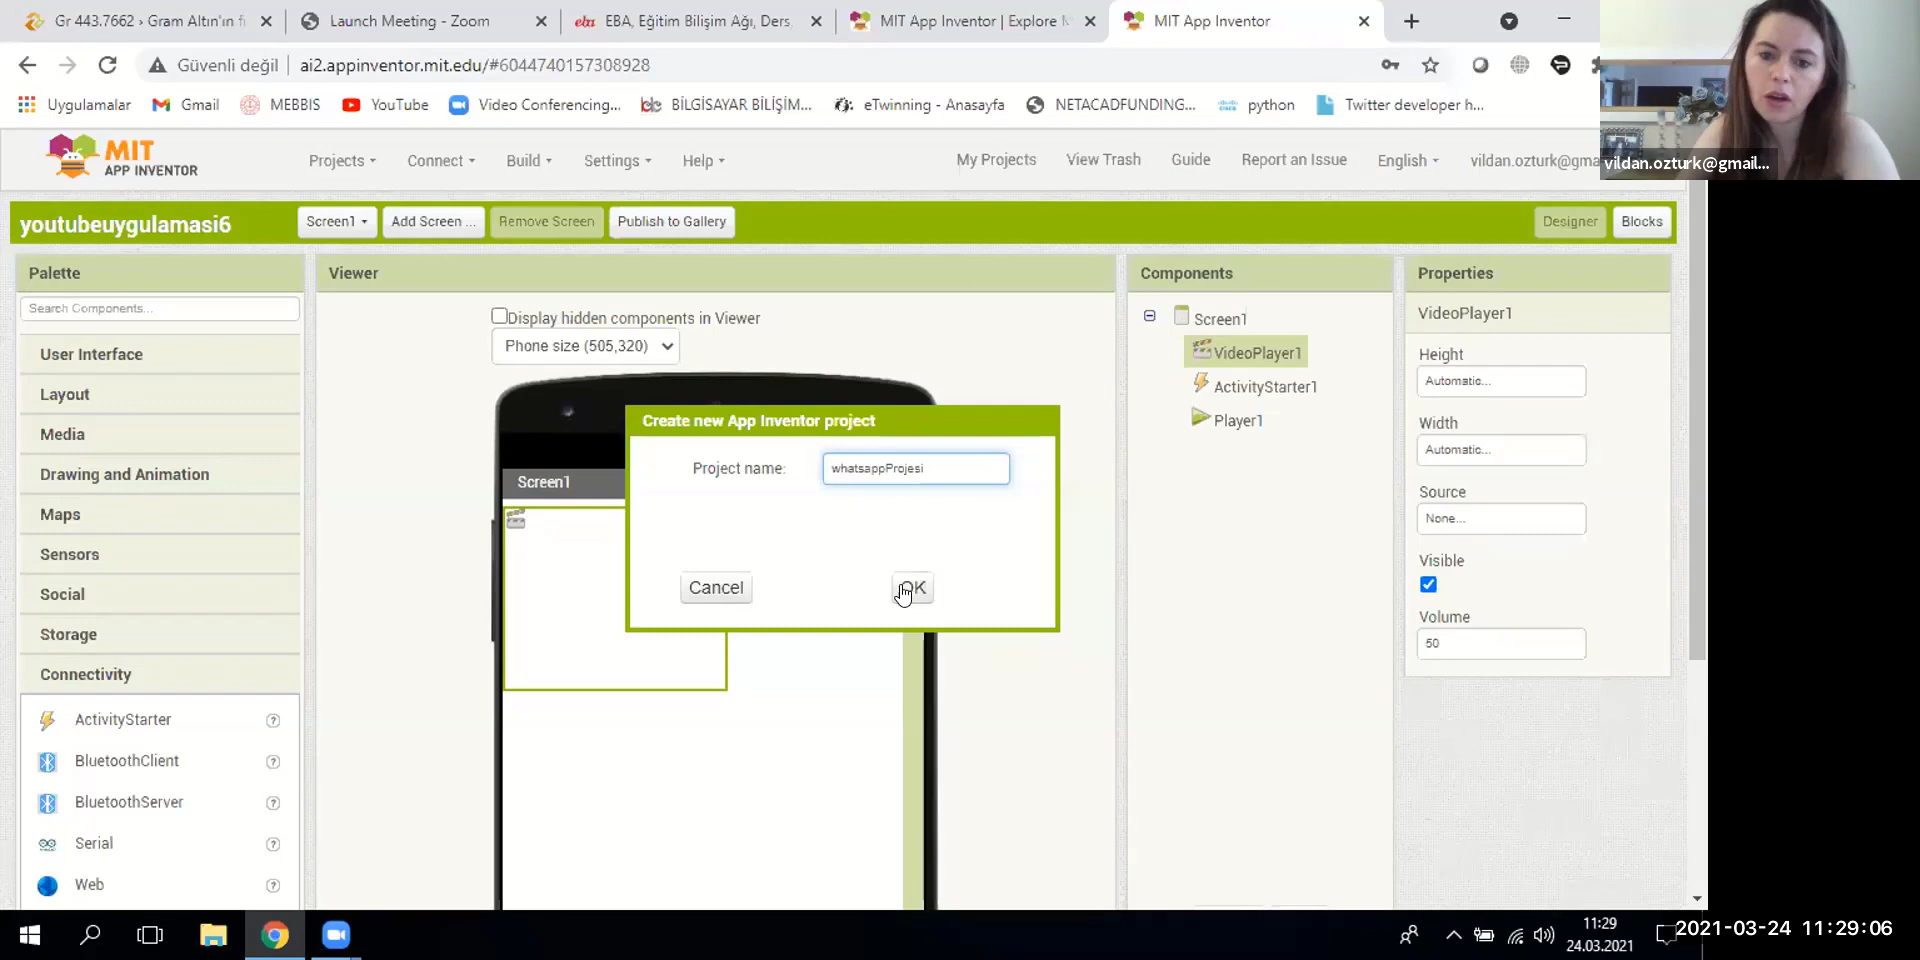 Gr 443.7662 › Gram Altın'ın f
Launch Meeting - Zoom
eba EBA, Eğitim Bilişim Ağı, Ders,
MIT App Inventor | Explore M
MIT App Inventor
Güvenli değil ai2.appinventor.mit.edu/#6044740157308928
Uygulamalar Gmail MEBBIS YouTube Video Conferencing... BİLGİSAYAR BİLİŞİM... eTwinning - Anasayfa NETACADFUNDING... python Twitter developer h...
vildan.ozturk@gmail...
MIT
APP INVENTOR
Projects Connect Build Settings Help My Projects View Trash Guide Report an Issue English vildan.ozturk@gma
youtubeuygulamasi6 Screen1 Add Screen ... Remove Screen Publish to Gallery Designer Blocks
Palette Viewer Components Properties
Search Components...
User Interface
Layout
Media
Drawing and Animation
Maps
Sensors
Social
Storage
Connectivity
ActivityStarter ?
BluetoothClient ?
BluetoothServer ?
Serial ?
Web ?
Display hidden components in Viewer
Phone size (505,320)
Screen1
Create new App Inventor project
Project name: whatsappProjesi
Cancel OK
Screen1
VideoPlayer1
ActivityStarter1
Player1
VideoPlayer1
Height
Automatic...
Width
Automatic...
Source
None...
Visible
Volume
50
11:29
24.03.2021
2021-03-24 11:29:06